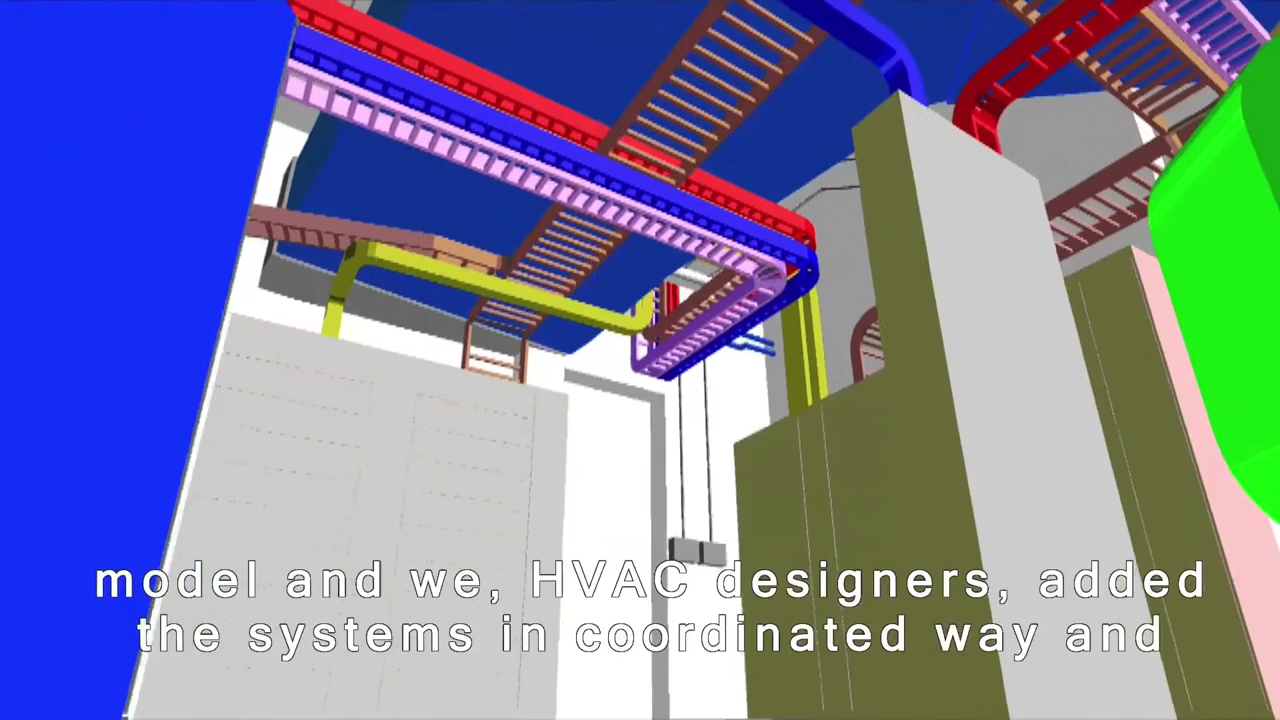 model and we, HVAC designers, added
the systems in coordinated way and